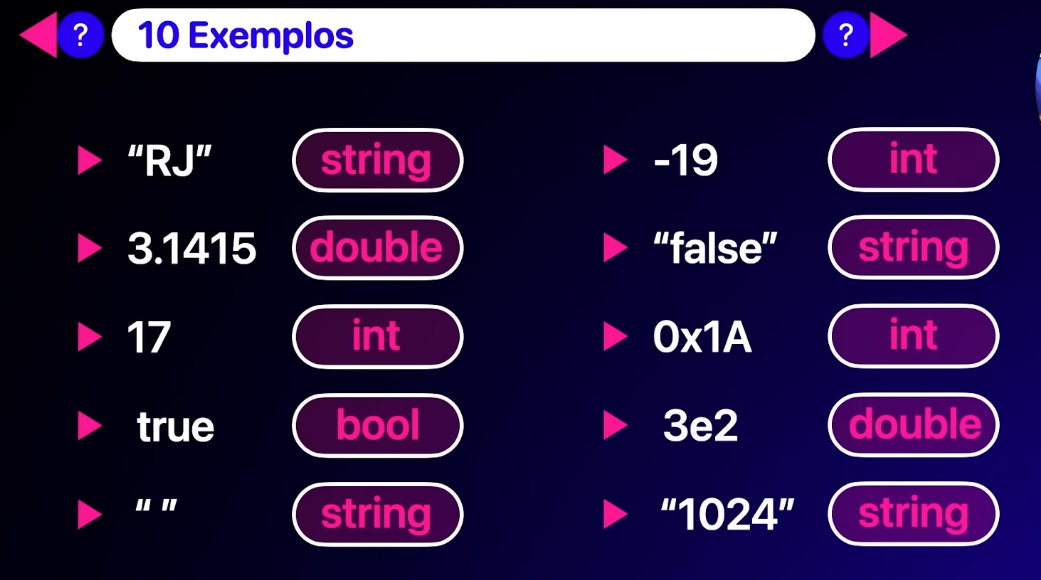 ? 10 Exemplos ?
“RJ” string
3.1415 double
17 int
true bool
“ ” string
-19 int
“false” string
0x1A int
3e2 double
“1024” string